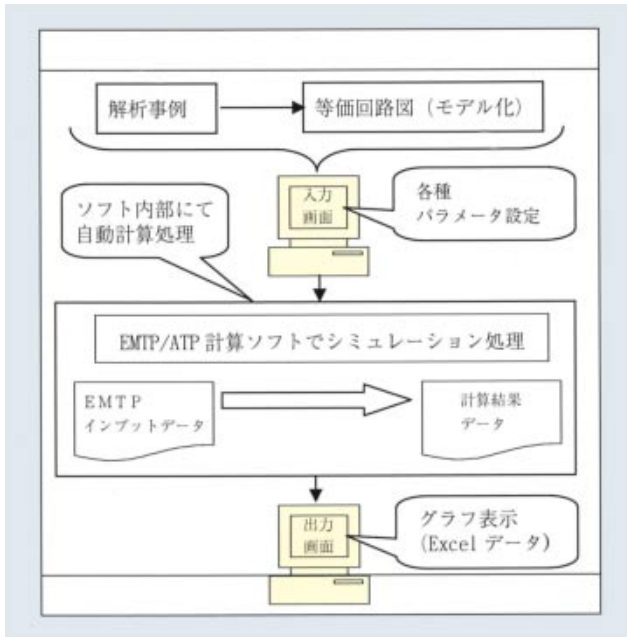 解析事例
等価回路図（モデル化）
入力
画面
各種
パラメータ設定
ソフト内部にて
自動計算処理
EMTP/ATP 計算ソフトでシミュレーション処理
ＥＭＴＰ
インプットデータ
計算結果
データ
出力
画面
グラフ表示
(Excel データ)